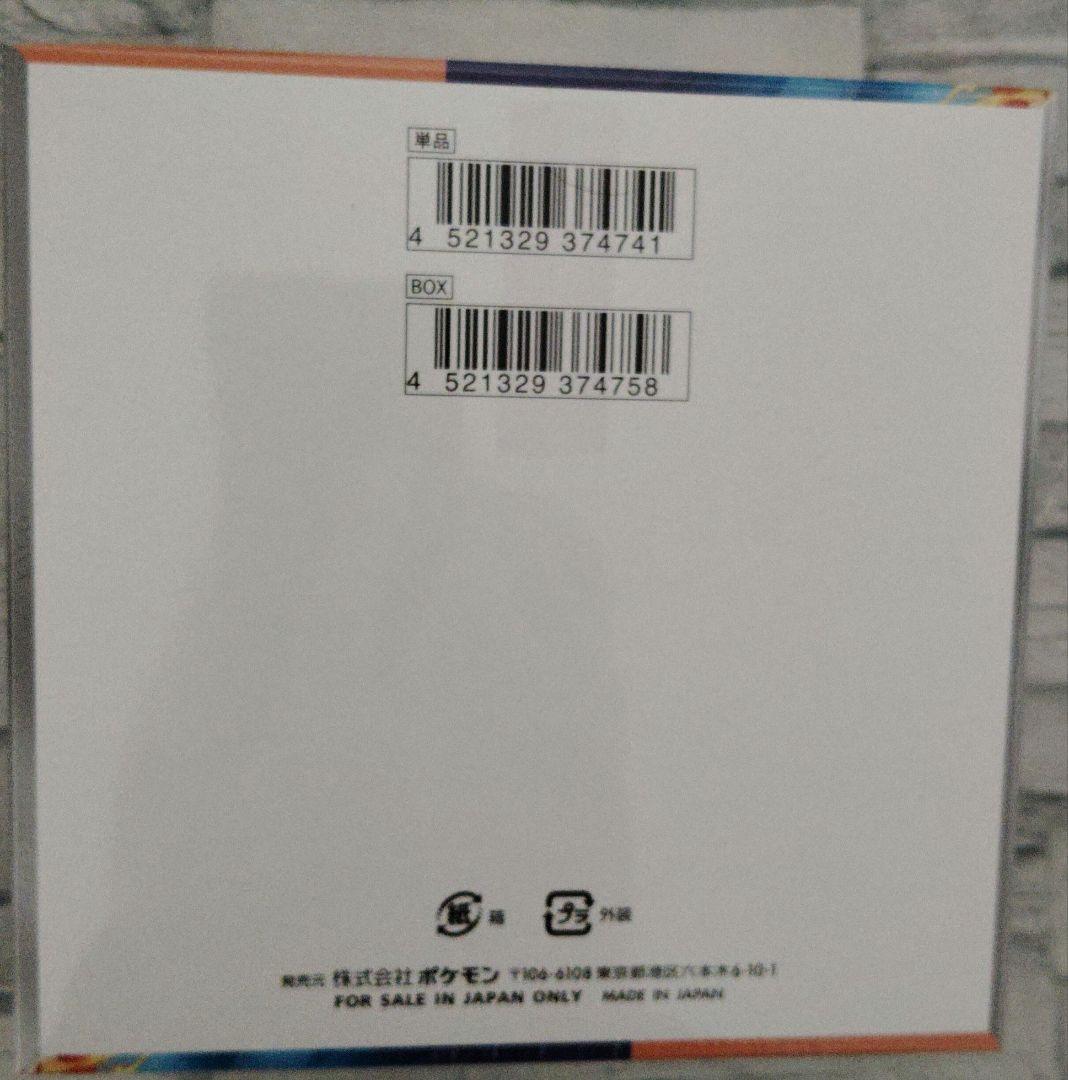 単品
4 521329 374741
BOX
4 521329 374758
紙 箱 プラ 外装
発売元 株式会社ポケモン 〒106-6108 東京都港区六本木6-10-1
FOR SALE IN JAPAN ONLY MADE IN JAPAN